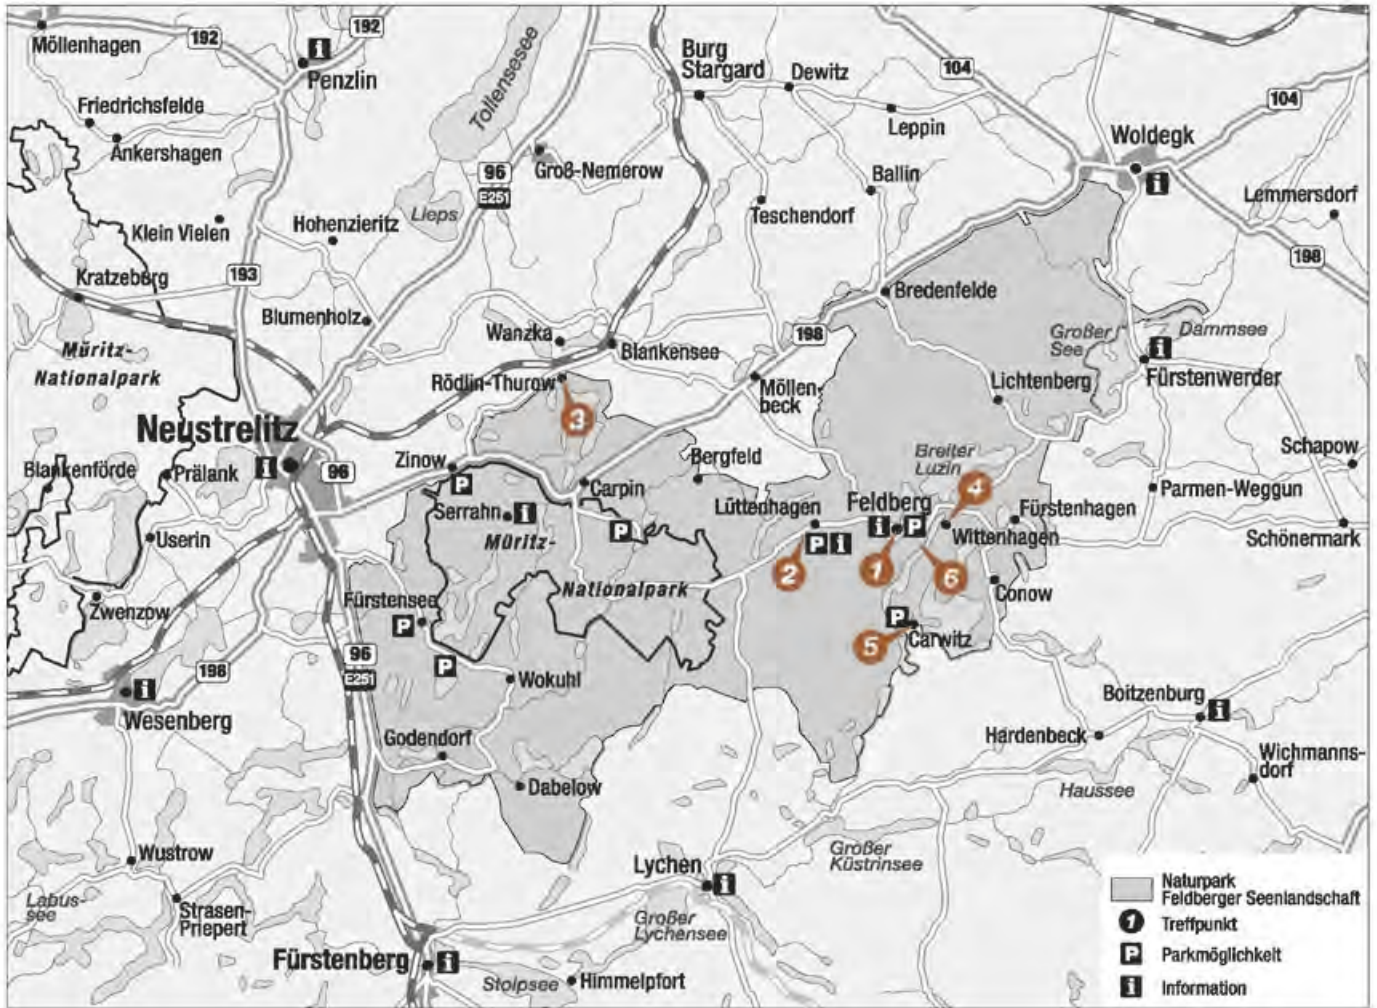 192
192
Möllenhagen
Penzlin
Friedrichsfelde
Ankershagen
Tollensesee
Burg
Stargard
Dewitz
104
104
Leppin
Woldegk
Groß-Nemerow
96
E251
Ballin
Lemmersdorf
Lieps
Teschendorf
Klein Vielen
Hohenzieritz
198
Kratzeburg
193
Bredenfelde
Blumenholz
Wanzka
Blankensee
198
Großer
See
Dammsee
Müritz-
Nationalpark
Rödlin-Thurow
Möllen-
beck
Lichtenberg
Fürstenwerder
3
Neustrelitz
Blankenförde
Prälank
96
Zinow
P
Bergfeld
Breiter
Luzin
Schapow
Carpin
4
Parmen-Weggun
Serrahn
Müritz-
P
Lüttenhagen
Feldberg
P
Fürstenhagen
Wittenhagen
Schönermark
Userin
P
2
1
6
Nationalpark
Zwenzow
Fürstensee
P
Conow
P
5
Carwitz
96
E251
198
P
Wokuhl
Wesenberg
Boitzenburg
Godendorf
Hardenbeck
Wichmanns-
dorf
Dabelow
Haussee
Wustrow
Großer
Küstrinsee
Lychen
Labus-
see
Strasen-
Priepert
Großer
Lychensee
Fürstenberg
Stolpsee
Himmelpfort
Naturpark
Feldberger Seenlandschaft
1 Treffpunkt
P Parkmöglichkeit
i Information